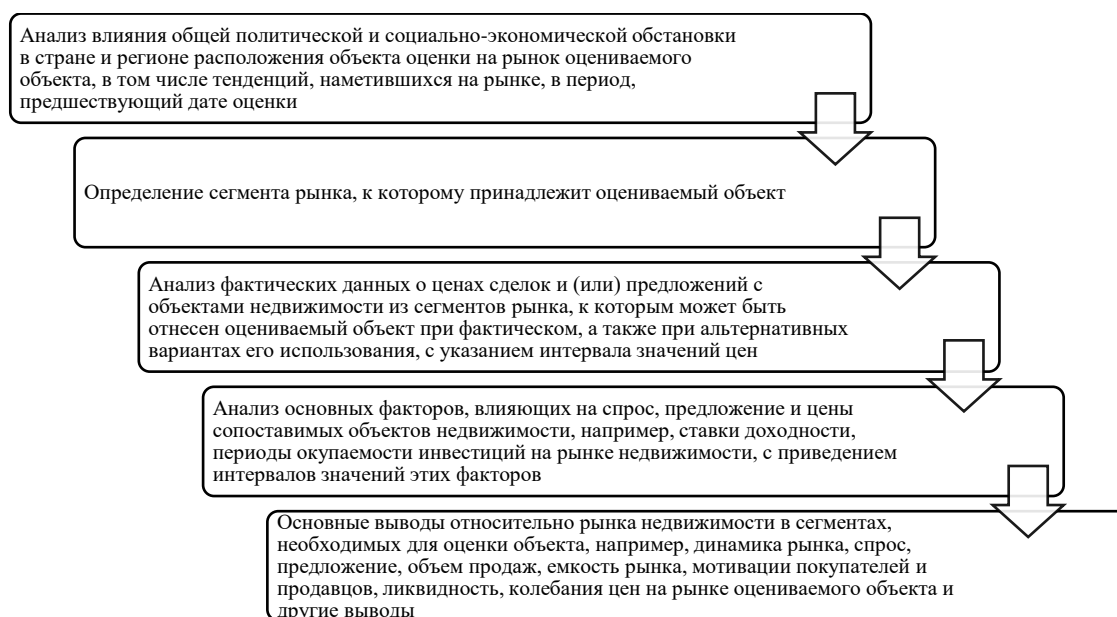 Анализ влияния общей политической и социально-экономической обстановки
в стране и регионе расположения объекта оценки на рынок оцениваемого
объекта, в том числе тенденций, наметившихся на рынке, в период,
предшествующий дате оценки
Определение сегмента рынка, к которому принадлежит оцениваемый объект
Анализ фактических данных о ценах сделок и (или) предложений с
объектами недвижимости из сегментов рынка, к которым может быть
отнесен оцениваемый объект при фактическом, а также при альтернативных
вариантах его использования, с указанием интервала значений цен
Анализ основных факторов, влияющих на спрос, предложение и цены
сопоставимых объектов недвижимости, например, ставки доходности,
периоды окупаемости инвестиций на рынке недвижимости, с приведением
интервалов значений этих факторов
Основные выводы относительно рынка недвижимости в сегментах,
необходимых для оценки объекта, например, динамика рынка, спрос,
предложение, объем продаж, емкость рынка, мотивации покупателей и
продавцов, ликвидность, колебания цен на рынке оцениваемого объекта и
другие выводы